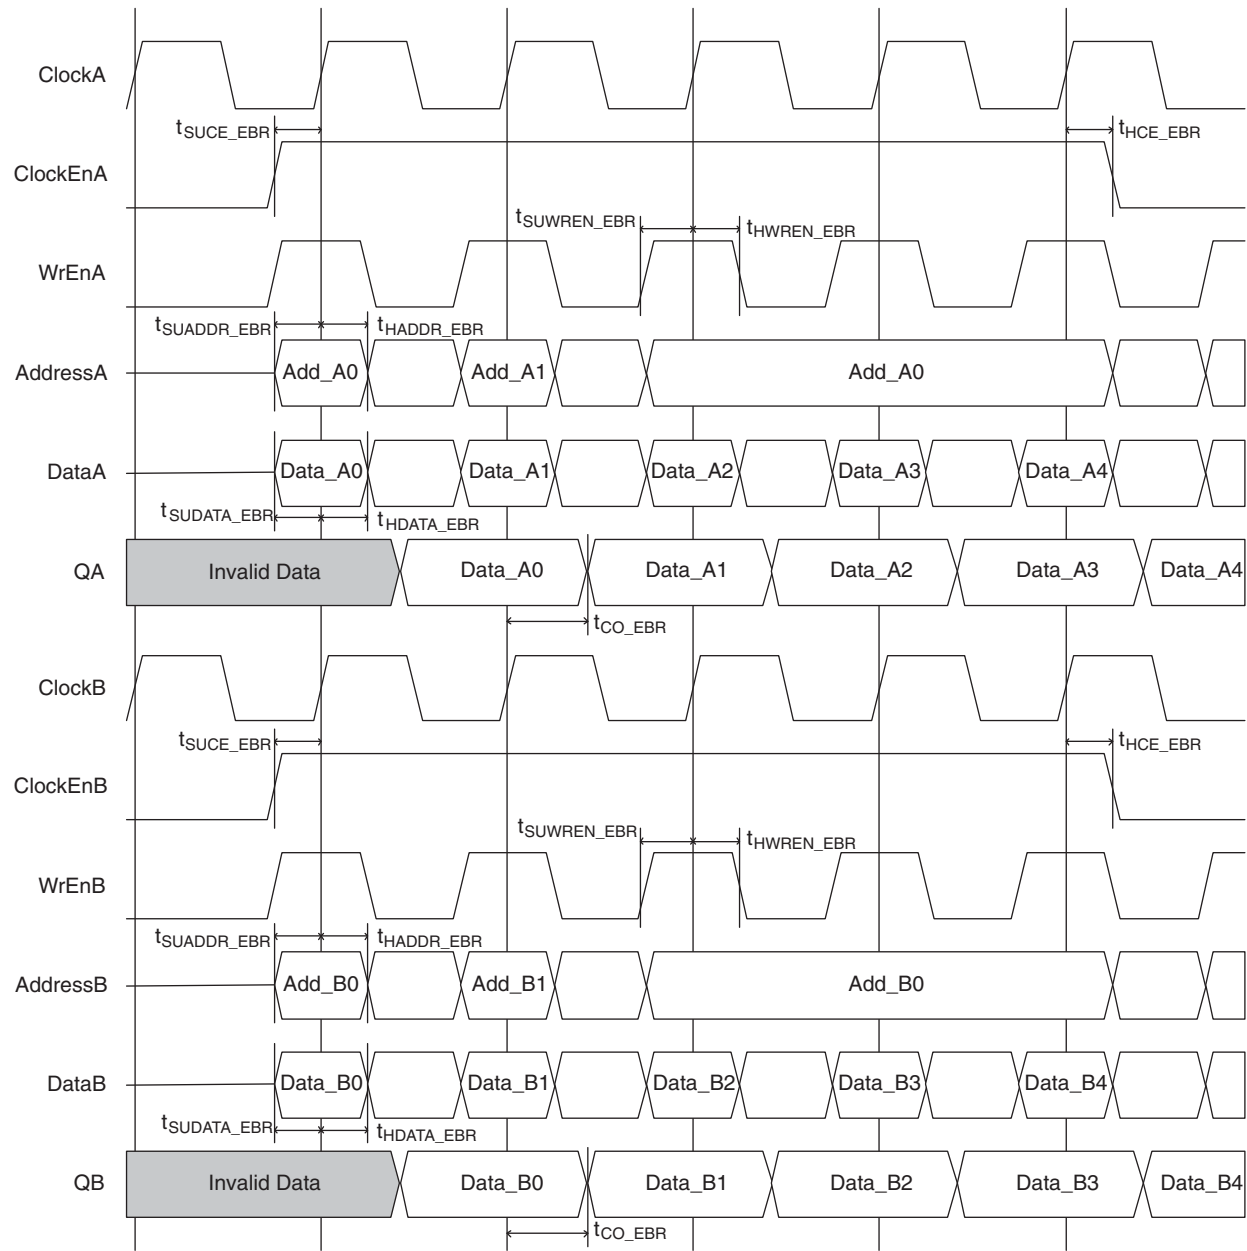 ClockA
tSUCE_EBR tHCE_EBR
ClockEnA
tSUWREN_EBR tHWREN_EBR
WrEnA
tSUADDR_EBR tHADDR_EBR
AddressA Add_A0 Add_A1 Add_A0
DataA Data_A0 Data_A1 Data_A2 Data_A3 Data_A4
tSUDATA_EBR tHDATA_EBR
QA Invalid Data Data_A0 Data_A1 Data_A2 Data_A3 Data_A4
tCO_EBR
ClockB
tSUCE_EBR tHCE_EBR
ClockEnB
tSUWREN_EBR tHWREN_EBR
WrEnB
tSUADDR_EBR tHADDR_EBR
AddressB Add_B0 Add_B1 Add_B0
DataB Data_B0 Data_B1 Data_B2 Data_B3 Data_B4
tSUDATA_EBR tHDATA_EBR
QB Invalid Data Data_B0 Data_B1 Data_B2 Data_B3 Data_B4
tCO_EBR